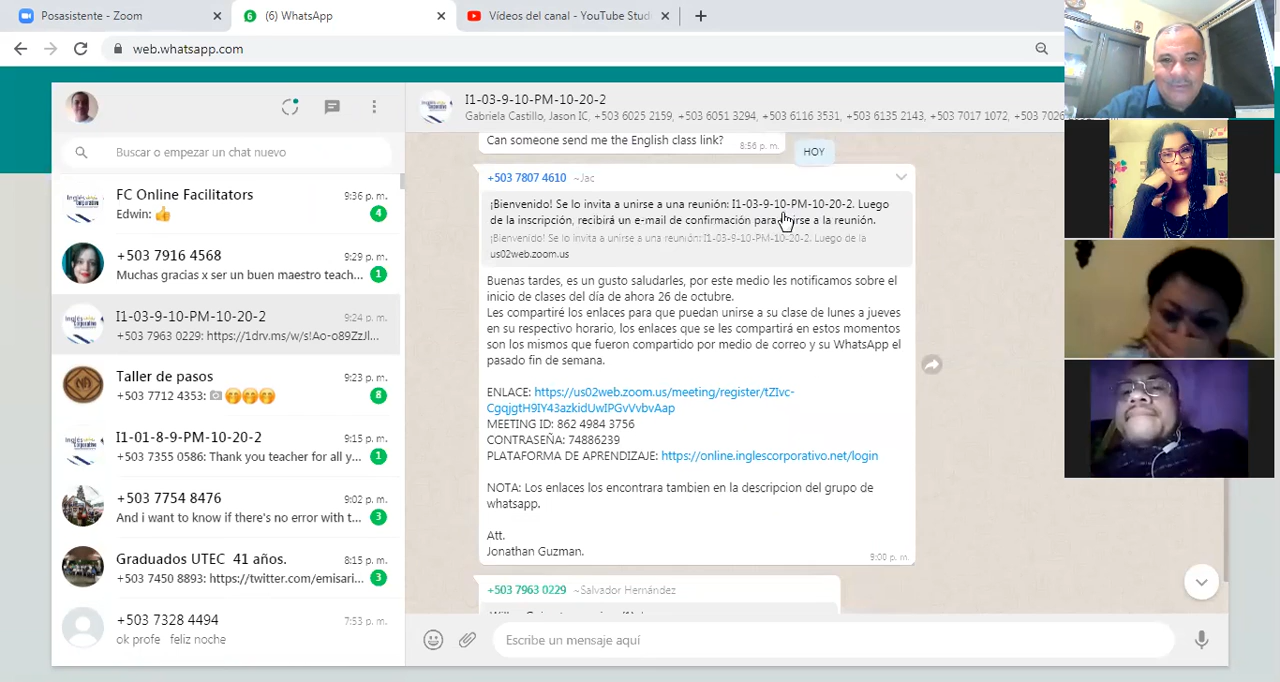 Posasistente - Zoom
(6) WhatsApp
Vídeos del canal - YouTube Stud
web.whatsapp.com
Buscar o empezar un chat nuevo
FC Online Facilitators 9:36 p. m.
Edwin: 👍 4
+503 7916 4568 9:29 p. m.
Muchas gracias x ser un buen maestro teach... 1
I1-03-9-10-PM-10-20-2 9:24 p. m.
+503 7963 0229: https://1drv.ms/w/s!Ao-o89ZzJl...
Taller de pasos 9:23 p. m.
+503 7712 4353: 📷 🤭🤭🤭 8
I1-01-8-9-PM-10-20-2 9:15 p. m.
+503 7355 0586: Thank you teacher for all y... 1
+503 7754 8476 9:02 p. m.
And i want to know if there's no error with t... 3
Graduados UTEC 41 años. 8:15 p. m.
+503 7450 8893: https://twitter.com/emisari... 3
+503 7328 4494 7:53 p. m.
ok profe feliz noche
I1-03-9-10-PM-10-20-2
Gabriela Castillo, Jason IC, +503 6025 2159, +503 6051 3294, +503 6116 3531, +503 6135 2143, +503 7017 1072, +503 7026
Can someone send me the English class link? 8:56 p. m.
HOY
+503 7807 4610 ~Jac
¡Bienvenido! Se lo invita a unirse a una reunión: I1-03-9-10-PM-10-20-2. Luego
de la inscripción, recibirá un e-mail de confirmación para unirse a la reunión.
¡Bienvenido! Se lo invita a unirse a una reunión: I1-03-9-10-PM-10-20-2. Luego de la
us02web.zoom.us
Buenas tardes, es un gusto saludarles, por este medio les notificamos sobre el
inicio de clases del día de ahora 26 de octubre.
Les compartiré los enlaces para que puedan unirse a su clase de lunes a jueves
en su respectivo horario, los enlaces que se les compartirá en estos momentos
son los mismos que fueron compartido por medio de correo y su WhatsApp el
pasado fin de semana.
ENLACE: https://us02web.zoom.us/meeting/register/tZIvc-
CgqjgtH9IY43azkidUwIPGvVvbvAap
MEETING ID: 862 4984 3756
CONTRASEÑA: 74886239
PLATAFORMA DE APRENDIZAJE: https://online.inglescorporativo.net/login
NOTA: Los enlaces los encontrara tambien en la descripcion del grupo de
whatsapp.
Att.
Jonathan Guzman.
9:00 p. m.
+503 7963 0229 ~Salvador Hernández
Escribe un mensaje aquí